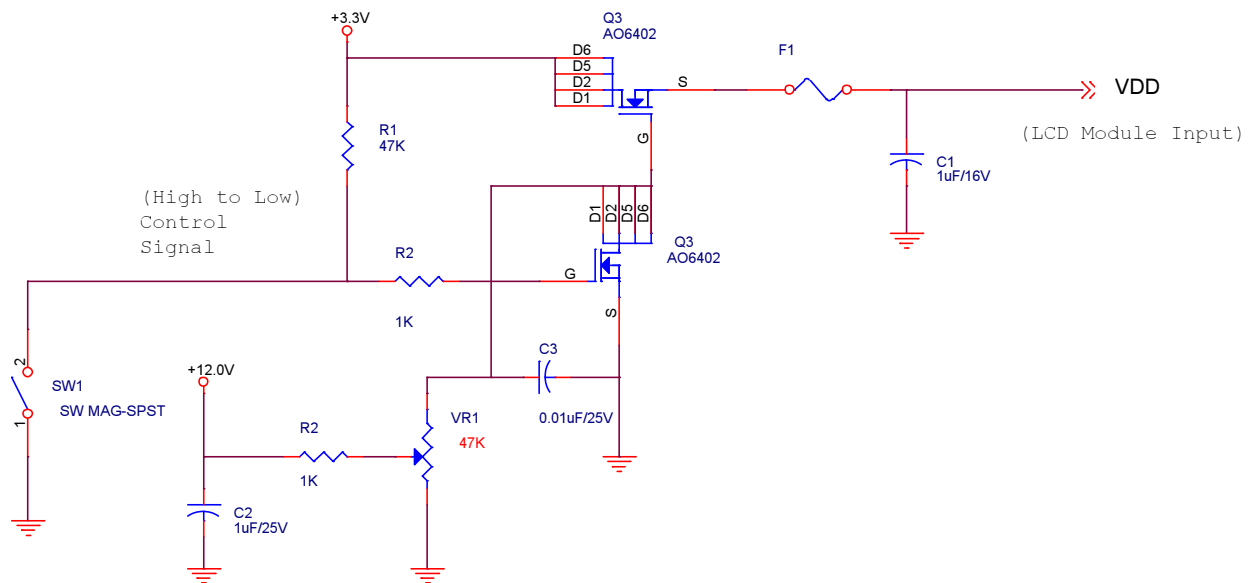 +3.3V
Q3
AO6402
D6
D5
D2
D1
S
G
F1
VDD
(LCD Module Input)
R1
47K
C1
1uF/16V
(High to Low)
Control
Signal
D1
D2
D5
D6
Q3
AO6402
R2
1K
G
S
2
1
SW1
SW MAG-SPST
+12.0V
C3
0.01uF/25V
VR1
47K
R2
1K
C2
1uF/25V